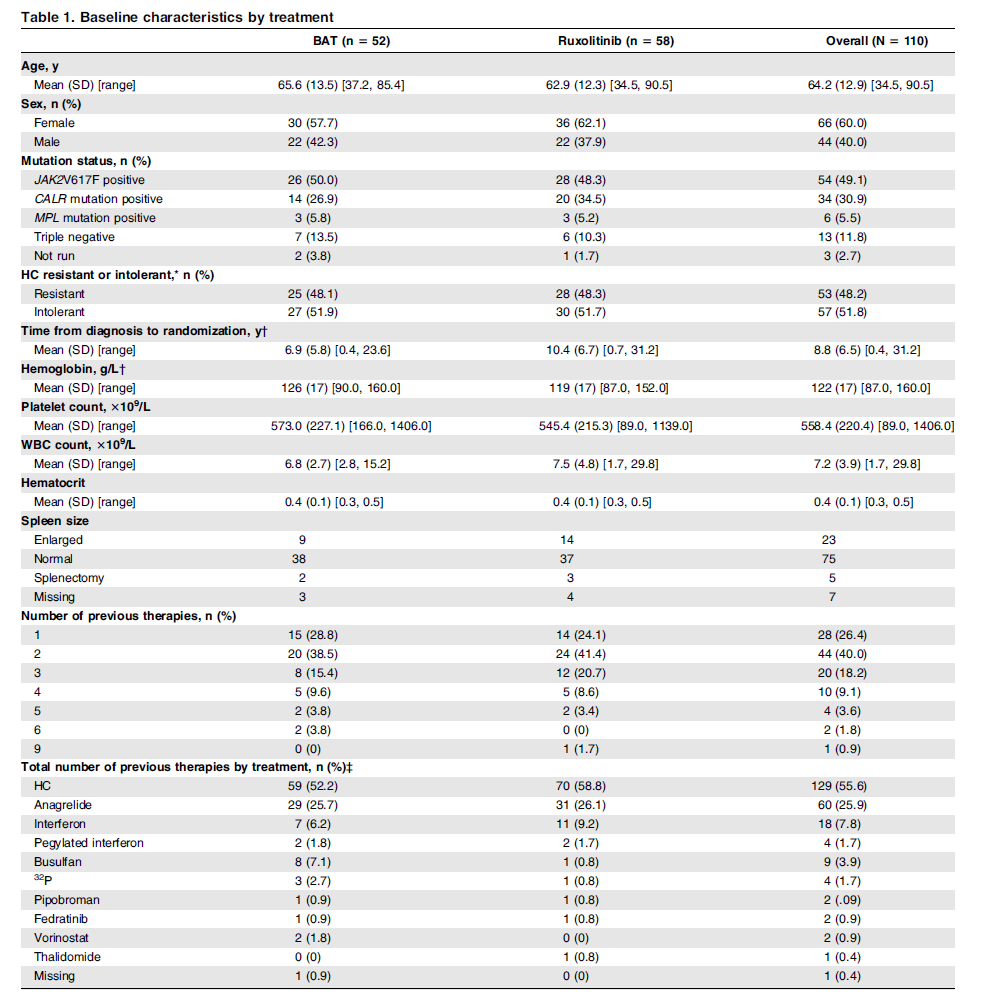 Table 1. Baseline characteristics by treatment
BAT (n = 52) Ruxolitinib (n = 58) Overall (N = 110)
Age, y
Mean (SD) [range] 65.6 (13.5) [37.2, 85.4] 62.9 (12.3) [34.5, 90.5] 64.2 (12.9) [34.5, 90.5]
Sex, n (%)
Female 30 (57.7) 36 (62.1) 66 (60.0)
Male 22 (42.3) 22 (37.9) 44 (40.0)
Mutation status, n (%)
JAK2V617F positive 26 (50.0) 28 (48.3) 54 (49.1)
CALR mutation positive 14 (26.9) 20 (34.5) 34 (30.9)
MPL mutation positive 3 (5.8) 3 (5.2) 6 (5.5)
Triple negative 7 (13.5) 6 (10.3) 13 (11.8)
Not run 2 (3.8) 1 (1.7) 3 (2.7)
HC resistant or intolerant,* n (%)
Resistant 25 (48.1) 28 (48.3) 53 (48.2)
Intolerant 27 (51.9) 30 (51.7) 57 (51.8)
Time from diagnosis to randomization, y†
Mean (SD) [range] 6.9 (5.8) [0.4, 23.6] 10.4 (6.7) [0.7, 31.2] 8.8 (6.5) [0.4, 31.2]
Hemoglobin, g/L†
Mean (SD) [range] 126 (17) [90.0, 160.0] 119 (17) [87.0, 152.0] 122 (17) [87.0, 160.0]
Platelet count, ×10⁹/L
Mean (SD) [range] 573.0 (227.1) [166.0, 1406.0] 545.4 (215.3) [89.0, 1139.0] 558.4 (220.4) [89.0, 1406.0]
WBC count, ×10⁹/L
Mean (SD) [range] 6.8 (2.7) [2.8, 15.2] 7.5 (4.8) [1.7, 29.8] 7.2 (3.9) [1.7, 29.8]
Hematocrit
Mean (SD) [range] 0.4 (0.1) [0.3, 0.5] 0.4 (0.1) [0.3, 0.5] 0.4 (0.1) [0.3, 0.5]
Spleen size
Enlarged 9 14 23
Normal 38 37 75
Splenectomy 2 3 5
Missing 3 4 7
Number of previous therapies, n (%)
1 15 (28.8) 14 (24.1) 28 (26.4)
2 20 (38.5) 24 (41.4) 44 (40.0)
3 8 (15.4) 12 (20.7) 20 (18.2)
4 5 (9.6) 5 (8.6) 10 (9.1)
5 2 (3.8) 2 (3.4) 4 (3.6)
6 2 (3.8) 0 (0) 2 (1.8)
9 0 (0) 1 (1.7) 1 (0.9)
Total number of previous therapies by treatment, n (%)‡
HC 59 (52.2) 70 (58.8) 129 (55.6)
Anagrelide 29 (25.7) 31 (26.1) 60 (25.9)
Interferon 7 (6.2) 11 (9.2) 18 (7.8)
Pegylated interferon 2 (1.8) 2 (1.7) 4 (1.7)
Busulfan 8 (7.1) 1 (0.8) 9 (3.9)
³²P 3 (2.7) 1 (0.8) 4 (1.7)
Pipobroman 1 (0.9) 1 (0.8) 2 (.09)
Fedratinib 1 (0.9) 1 (0.8) 2 (0.9)
Vorinostat 2 (1.8) 0 (0) 2 (0.9)
Thalidomide 0 (0) 1 (0.8) 1 (0.4)
Missing 1 (0.9) 0 (0) 1 (0.4)